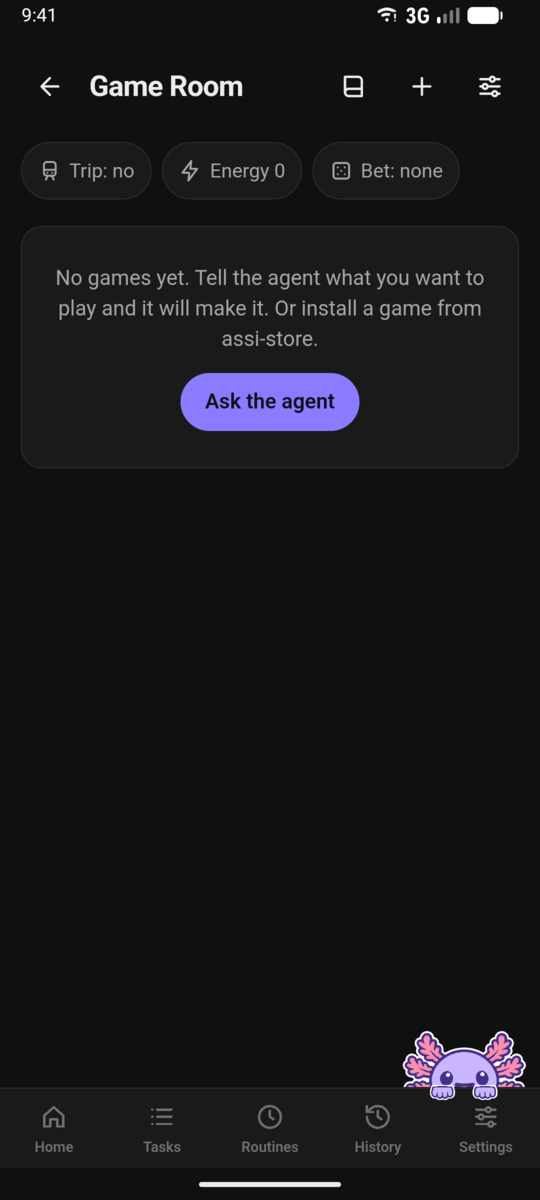 9:41
3G
Game Room
Trip: no
Energy 0
Bet: none
No games yet. Tell the agent what you want to
play and it will make it. Or install a game from
assi-store.
Ask the agent
Home
Tasks
Routines
History
Settings